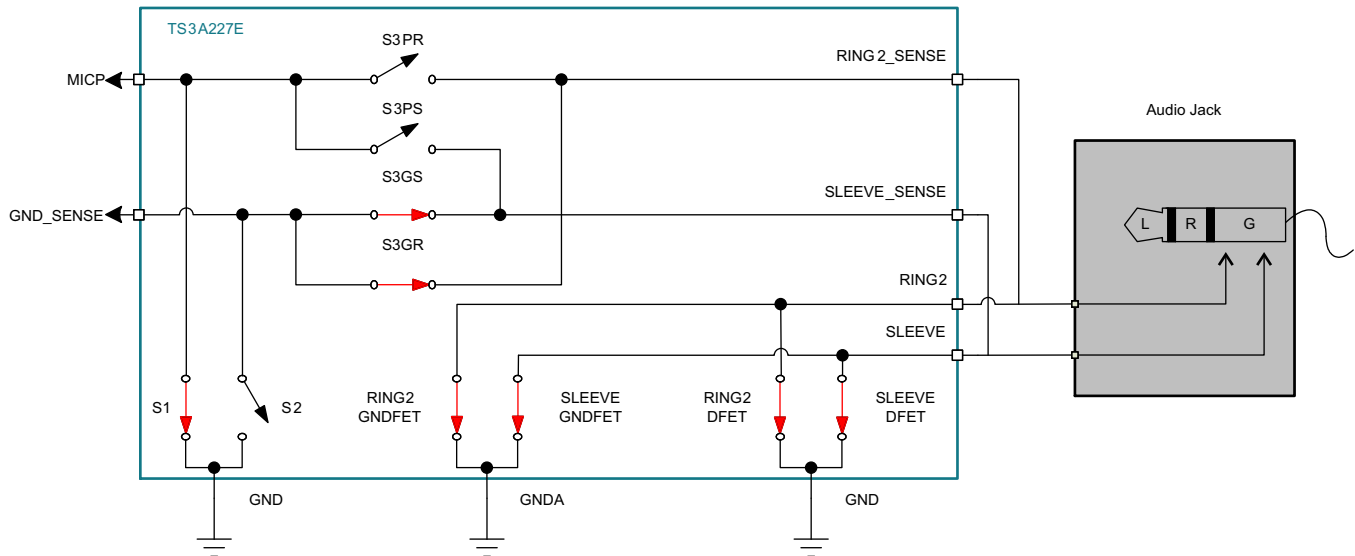 TS3A227E
S3PR
MICP
RING2_SENSE
S3PS
Audio Jack
S3GS
GND_SENSE
SLEEVE_SENSE
L
R
G
S3GR
RING2
SLEEVE
S1
S2
RING2
GNDFET
SLEEVE
GNDFET
RING2
DFET
SLEEVE
DFET
GND
GNDA
GND